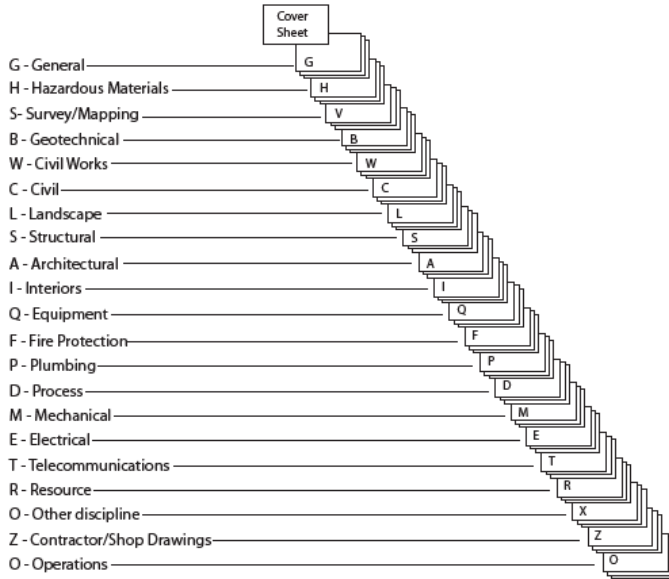 Cover
Sheet
G - General G
H - Hazardous Materials H
S- Survey/Mapping V
B - Geotechnical B
W - Civil Works W
C - Civil C
L - Landscape L
S - Structural S
A - Architectural A
I - Interiors I
Q - Equipment Q
F - Fire Protection F
P - Plumbing P
D - Process D
M - Mechanical M
E - Electrical E
T - Telecommunications T
R - Resource R
O - Other discipline X
Z - Contractor/Shop Drawings Z
O - Operations O